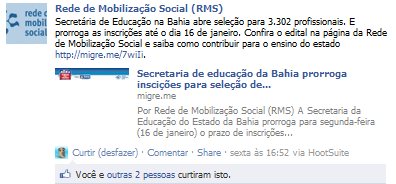 rede d
mobil
social
Rede de Mobilização Social (RMS)
Secretária de Educação na Bahia abre seleção para 3.302 profissionais. E
prorroga as inscrições até o dia 16 de janeiro. Confira o edital na página da Rede
de Mobilização Social e saiba como contribuir para o ensino do estado
http://migre.me/7wiIi.
Secretaria de educação da Bahia prorroga
inscições para seleção de...
migre.me
Por Rede de Mobilização Social (RMS) A Secretaria da
Educação do Estado da Bahia prorroga para segunda-feira
(16 de janeiro) o prazo de inscrições...
Curtir (desfazer) · Comentar · Share · sexta às 16:52 via HootSuite
Você e outras 2 pessoas curtiram isto.